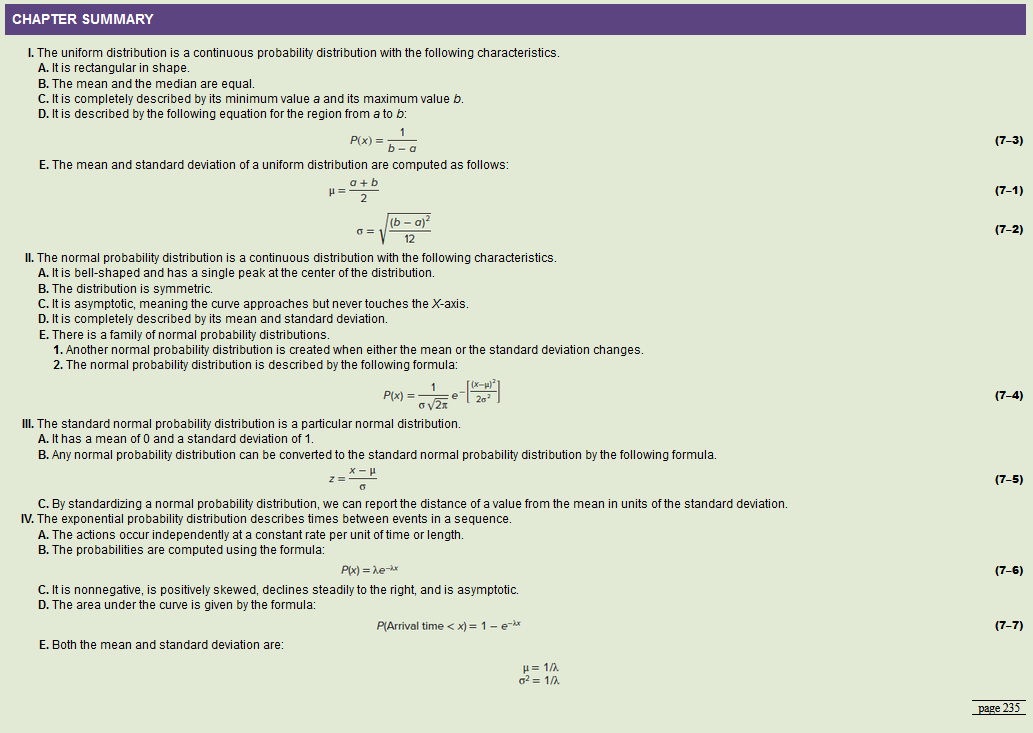 CHAPTER SUMMARY
I. The uniform distribution is a continuous probability distribution with the following characteristics.
A. It is rectangular in shape.
B. The mean and the median are equal.
C. It is completely described by its minimum value a and its maximum value b.
D. It is described by the following equation for the region from a to b:
P(x) = 1 / (b − a) (7–3)
E. The mean and standard deviation of a uniform distribution are computed as follows:
μ = (a + b) / 2 (7–1)
σ = √((b − a)² / 12) (7–2)
II. The normal probability distribution is a continuous distribution with the following characteristics.
A. It is bell-shaped and has a single peak at the center of the distribution.
B. The distribution is symmetric.
C. It is asymptotic, meaning the curve approaches but never touches the X-axis.
D. It is completely described by its mean and standard deviation.
E. There is a family of normal probability distributions.
1. Another normal probability distribution is created when either the mean or the standard deviation changes.
2. The normal probability distribution is described by the following formula:
P(x) = 1 / (σ√2π) e^−[(x−μ)² / 2σ²] (7–4)
III. The standard normal probability distribution is a particular normal distribution.
A. It has a mean of 0 and a standard deviation of 1.
B. Any normal probability distribution can be converted to the standard normal probability distribution by the following formula.
z = (x − μ) / σ (7–5)
C. By standardizing a normal probability distribution, we can report the distance of a value from the mean in units of the standard deviation.
IV. The exponential probability distribution describes times between events in a sequence.
A. The actions occur independently at a constant rate per unit of time or length.
B. The probabilities are computed using the formula:
P(x) = λe^−λx (7–6)
C. It is nonnegative, is positively skewed, declines steadily to the right, and is asymptotic.
D. The area under the curve is given by the formula:
P(Arrival time < x) = 1 − e^−λx (7–7)
E. Both the mean and standard deviation are:
μ = 1/λ
σ² = 1/λ
page 235